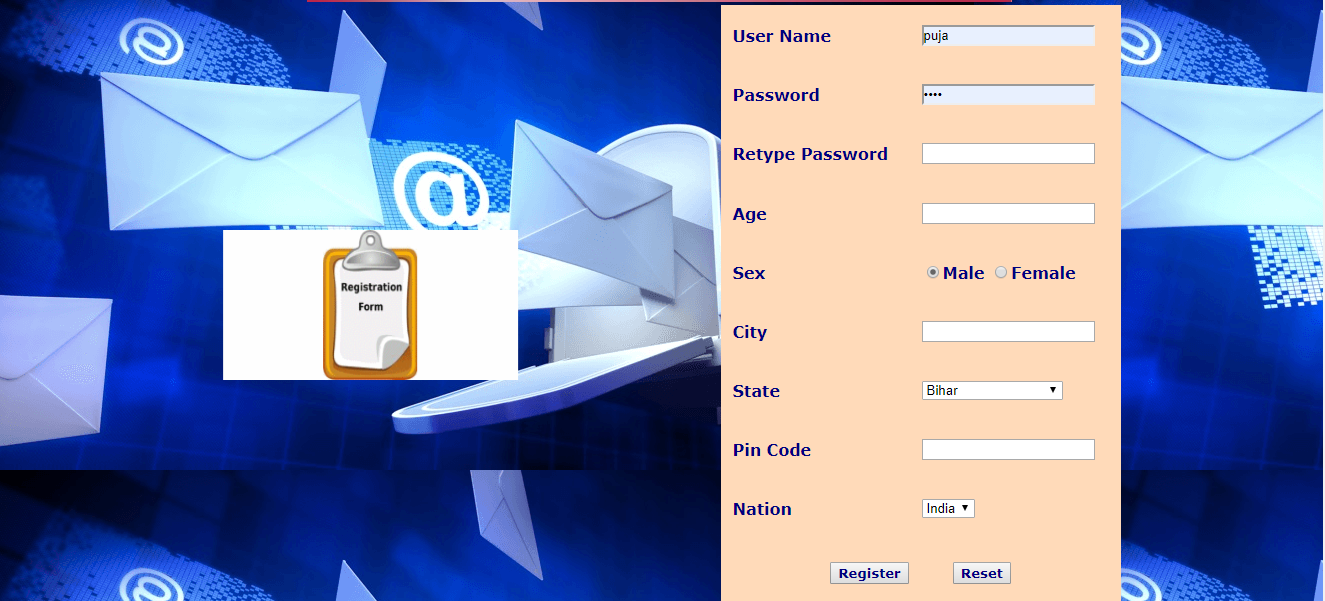 @
@
Registration
Form
User Name puja
Password ••••
Retype Password
Age
Sex Male Female
City
State Bihar
Pin Code
Nation India
Register Reset
@
@
@